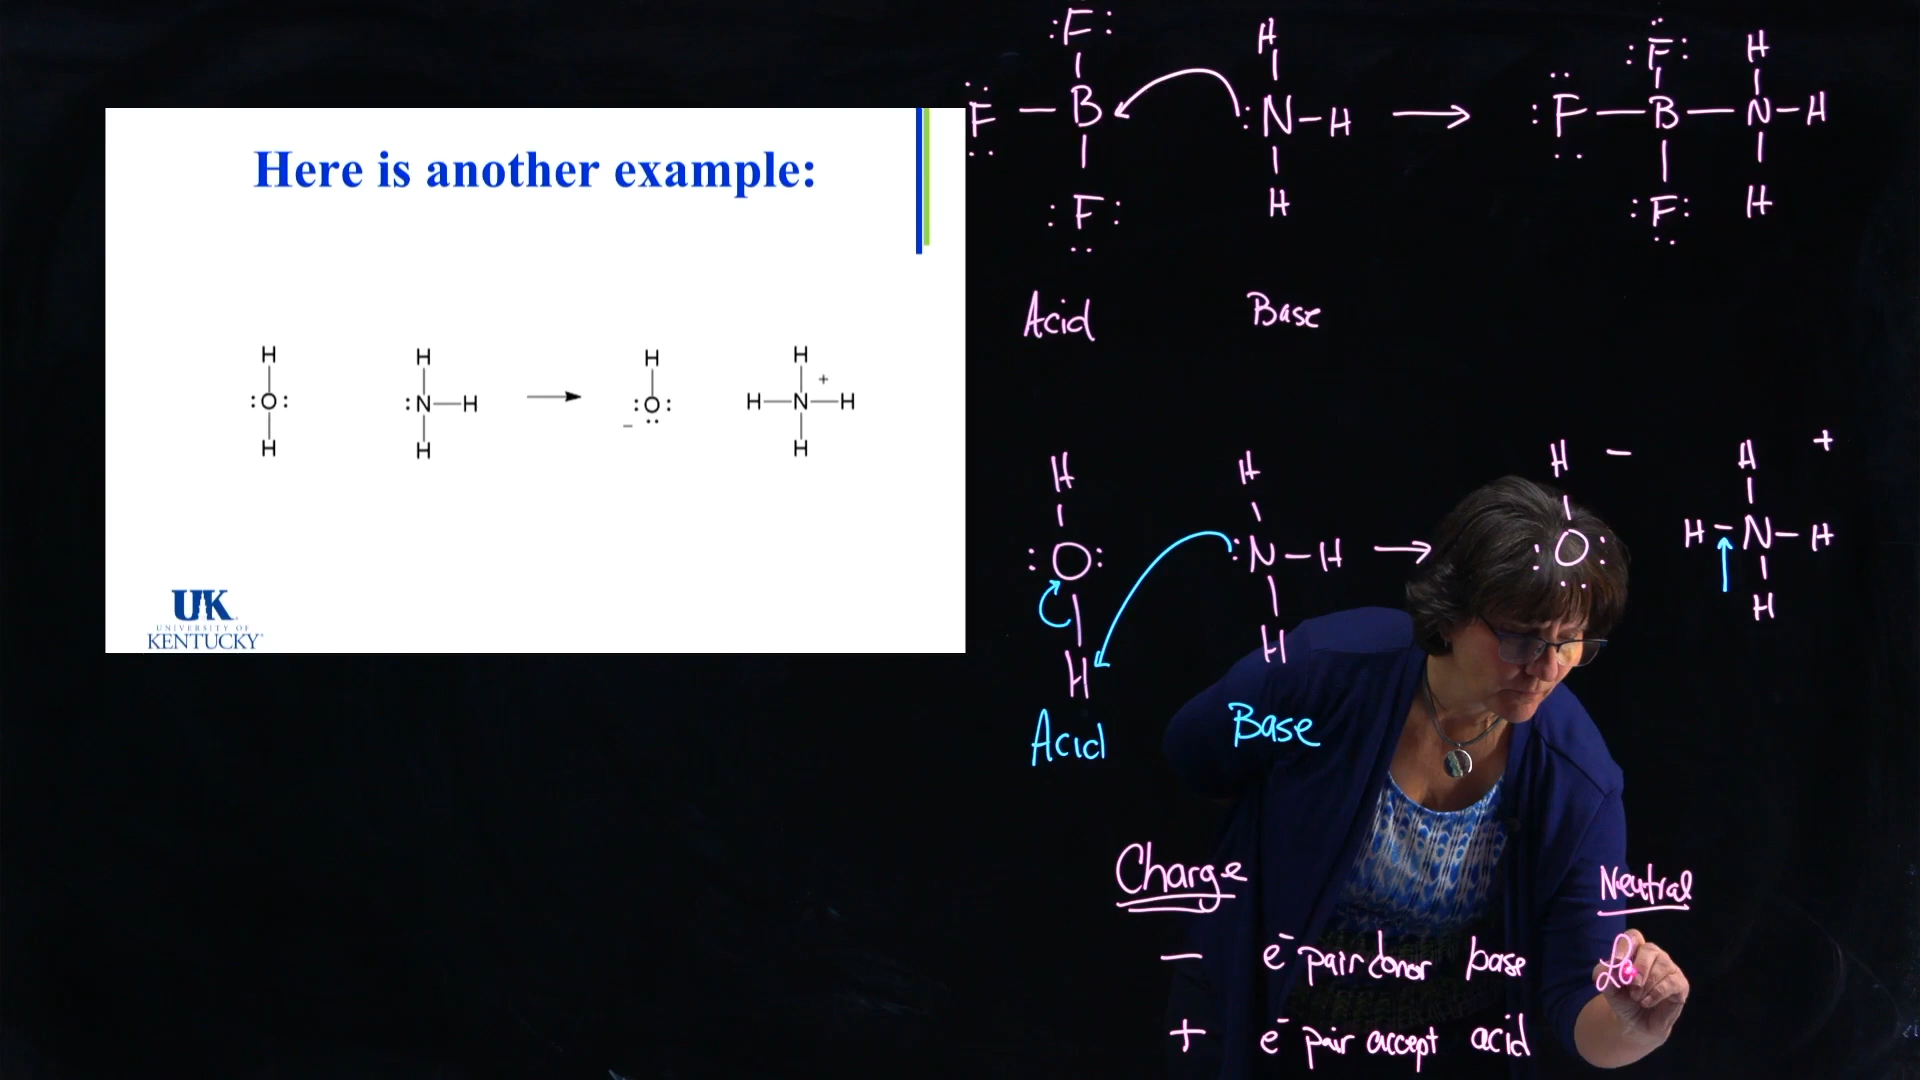 Here is another example:
H
:O:
H
H
:N—H
H
H
:O:
–
H
H—N—H
+
H
UK
UNIVERSITY OF
KENTUCKY
:F:
F — B
:F:
H
:N—H
H
:F:
:F — B — N—H
:F:
H
H
Acid
Base
H
:O:
H
H
:N—H
H
H –
:O:
H +
H—N—H
H
Acid
Base
Charge
Neutral
– e⁻ pair donor base
+ e⁻ pair accept acid